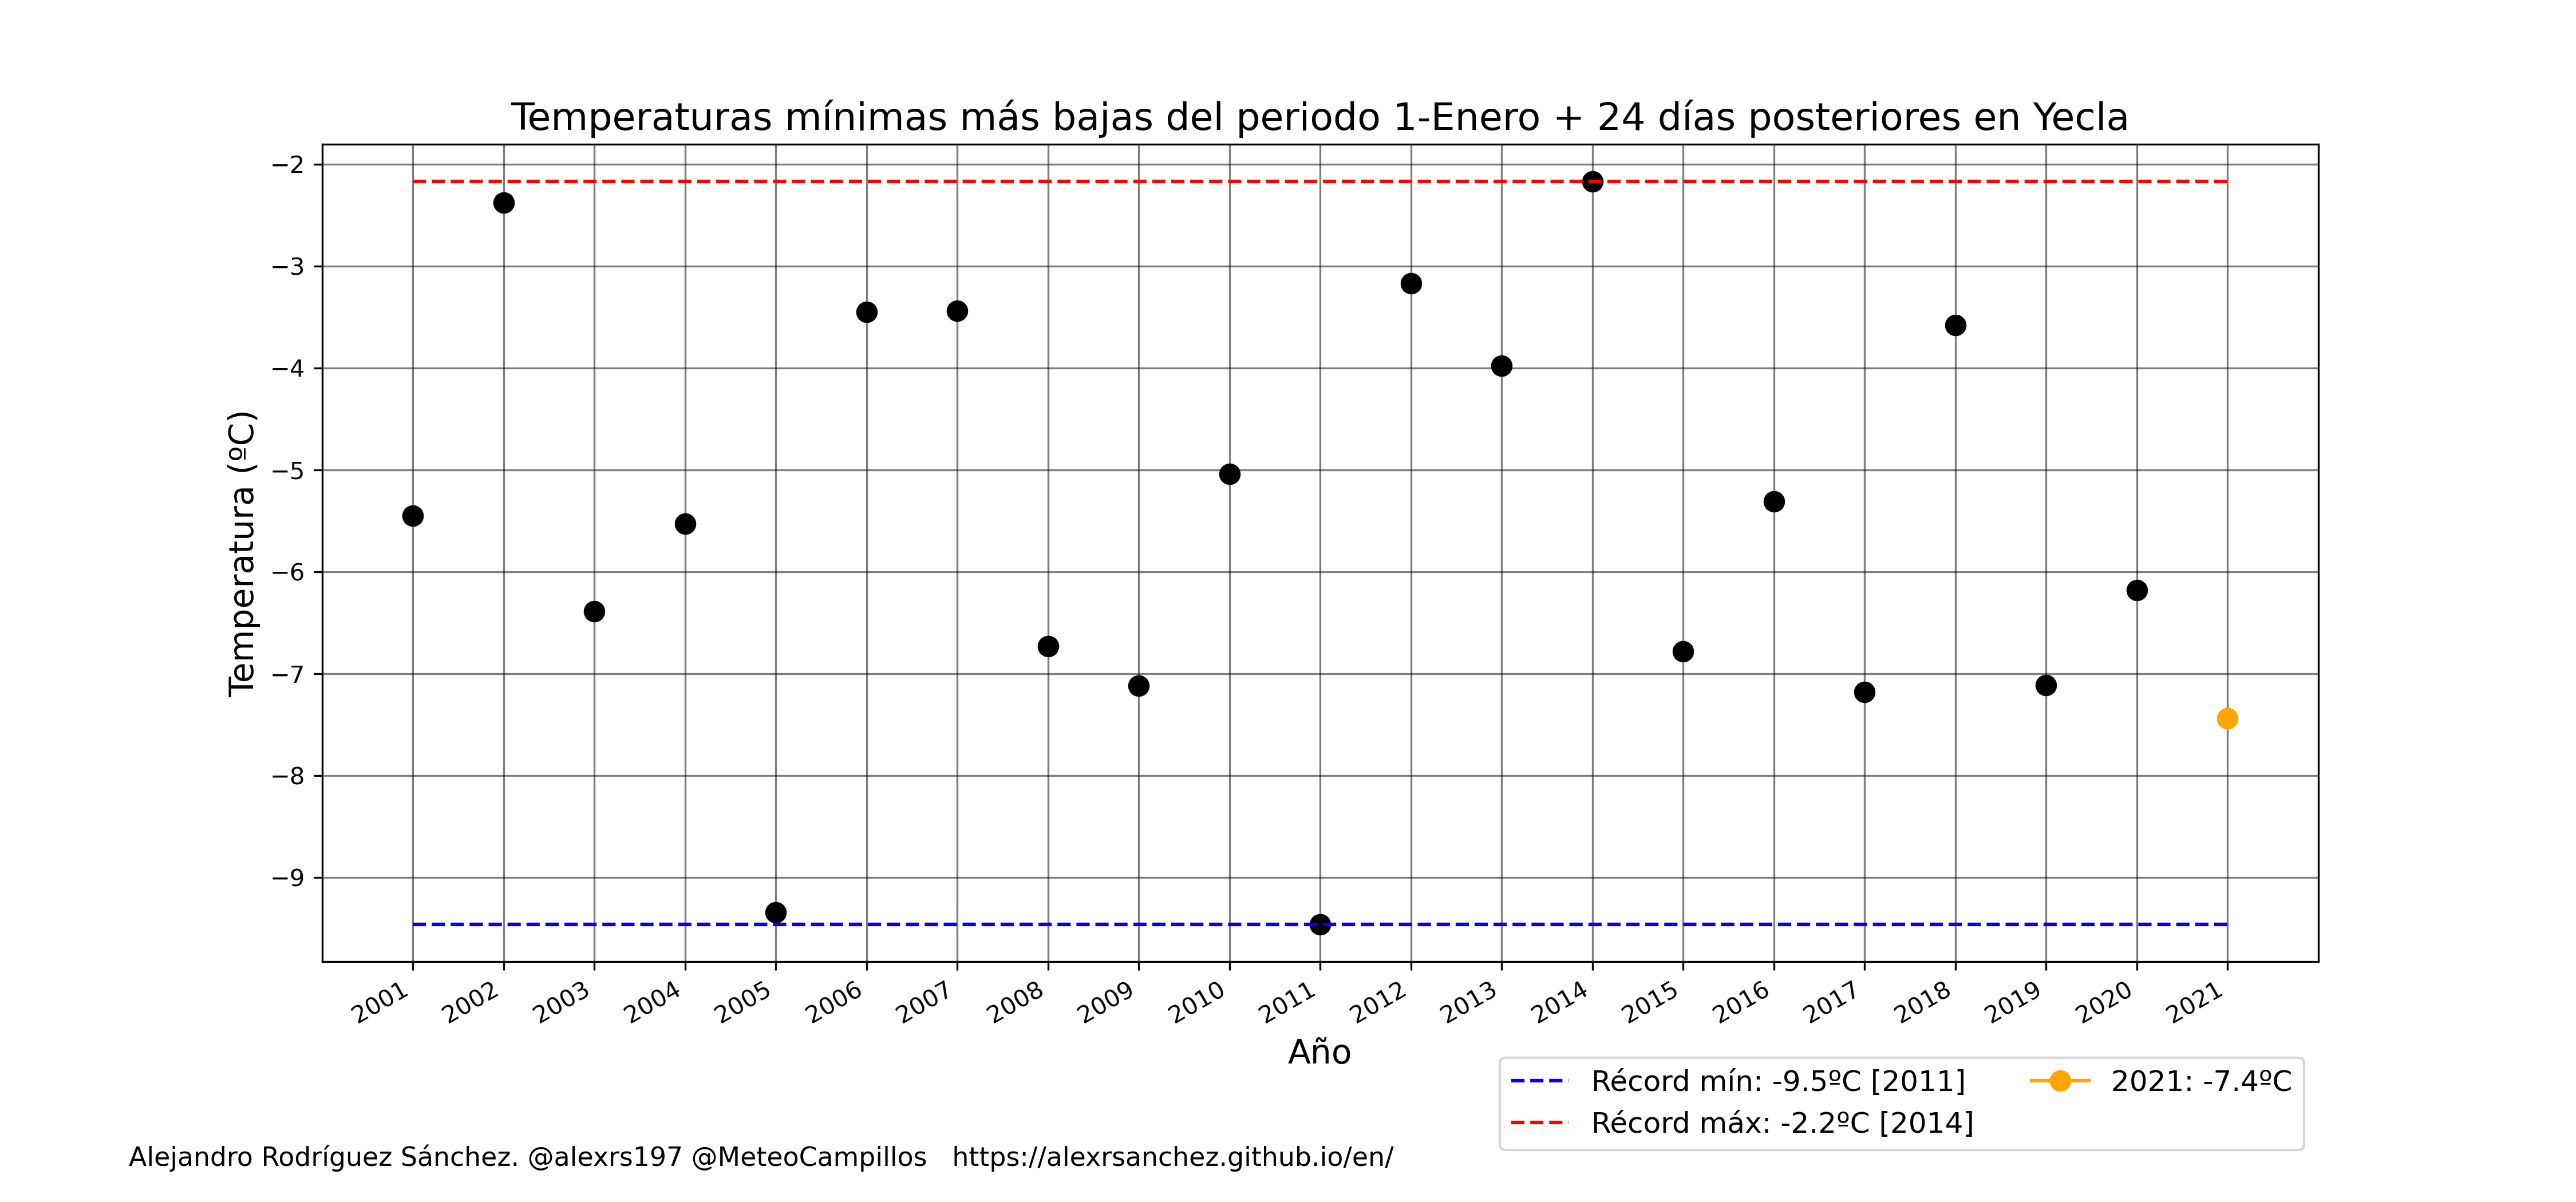 Temperaturas mínimas más bajas del periodo 1-Enero + 24 días posteriores en Yecla
Temperatura (ºC)
−2
−3
−4
−5
−6
−7
−8
−9
2001 2002 2003 2004 2005 2006 2007 2008 2009 2010 2011 2012 2013 2014 2015 2016 2017 2018 2019 2020 2021
Año
Récord mín: -9.5ºC [2011]
Récord máx: -2.2ºC [2014]
2021: -7.4ºC
Alejandro Rodríguez Sánchez. @alexrs197 @MeteoCampillos https://alexrsanchez.github.io/en/